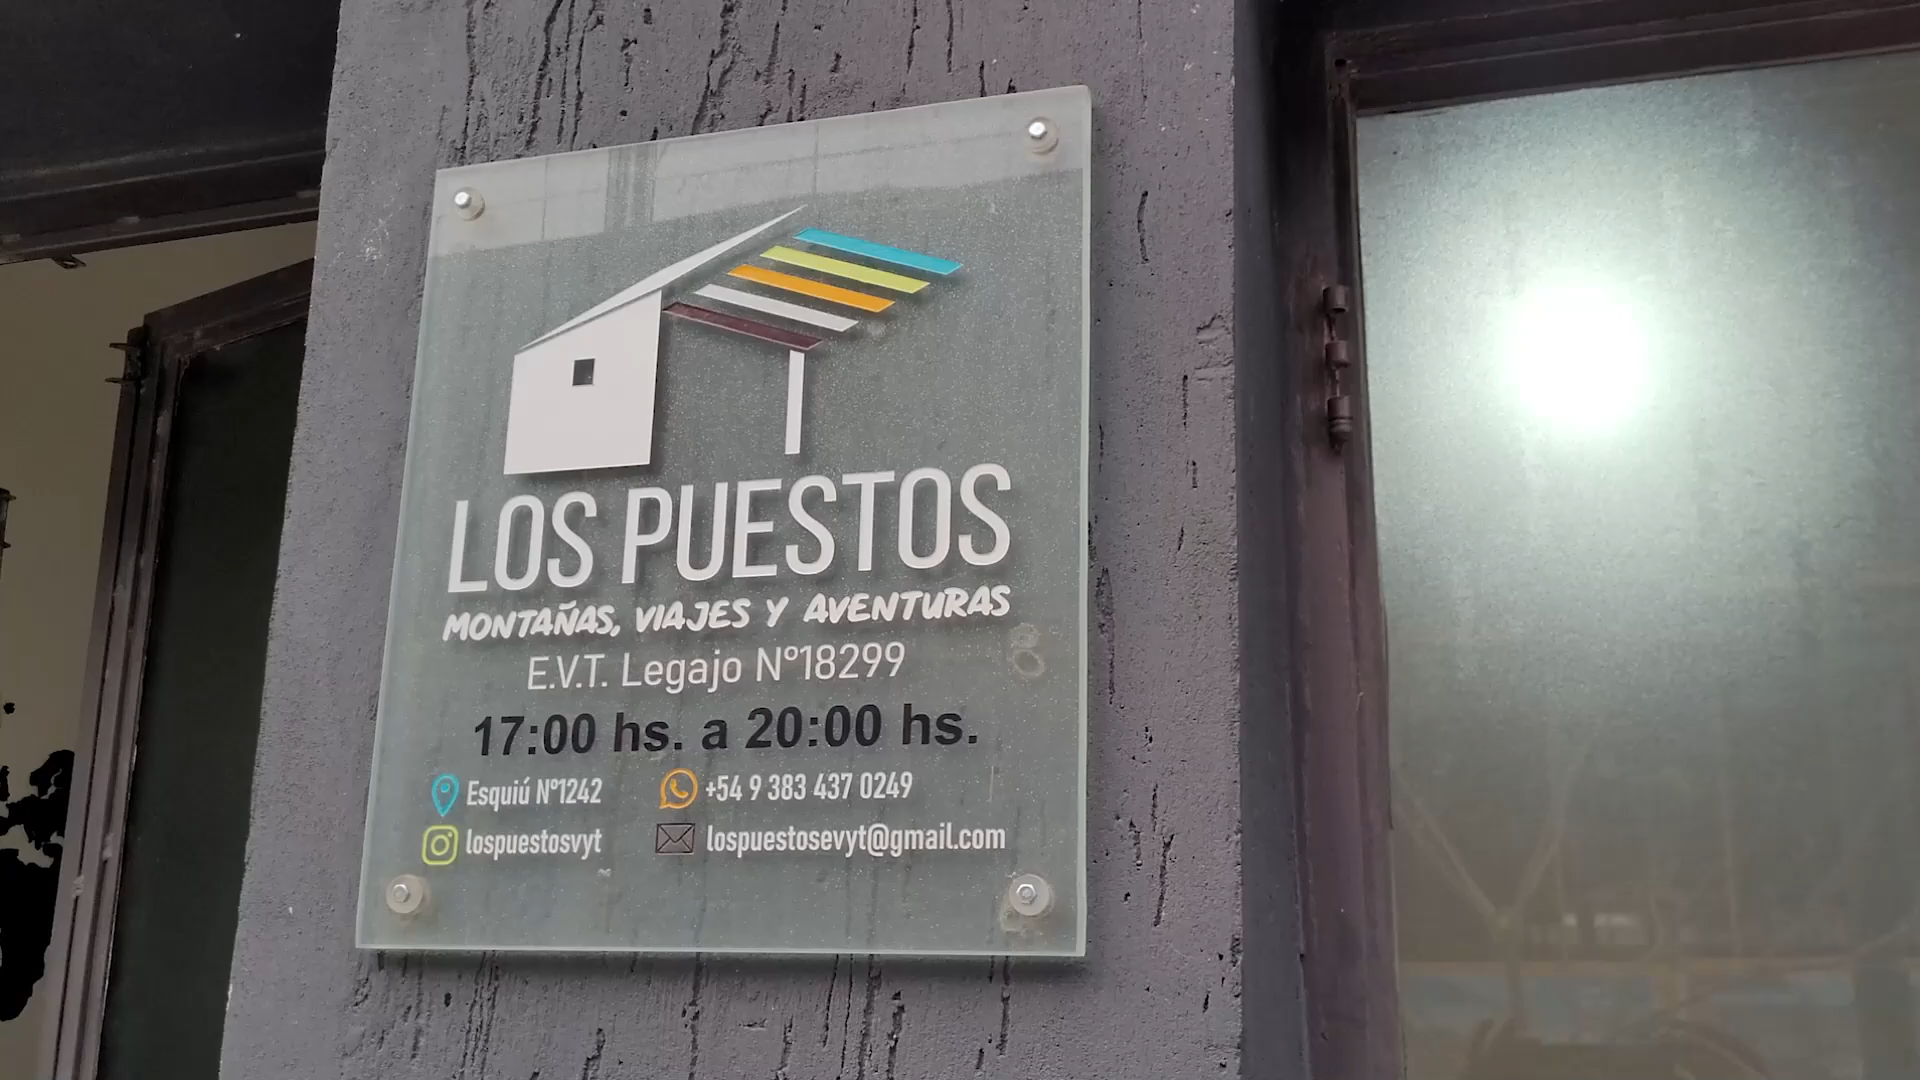 LOS PUESTOS
MONTAÑAS, VIAJES Y AVENTURAS
E.V.T. Legajo N°18299
17:00 hs. a 20:00 hs.
Esquiú N°1242
+54 9 383 437 0249
lospuestosvyt
lospuestosevyt@gmail.com